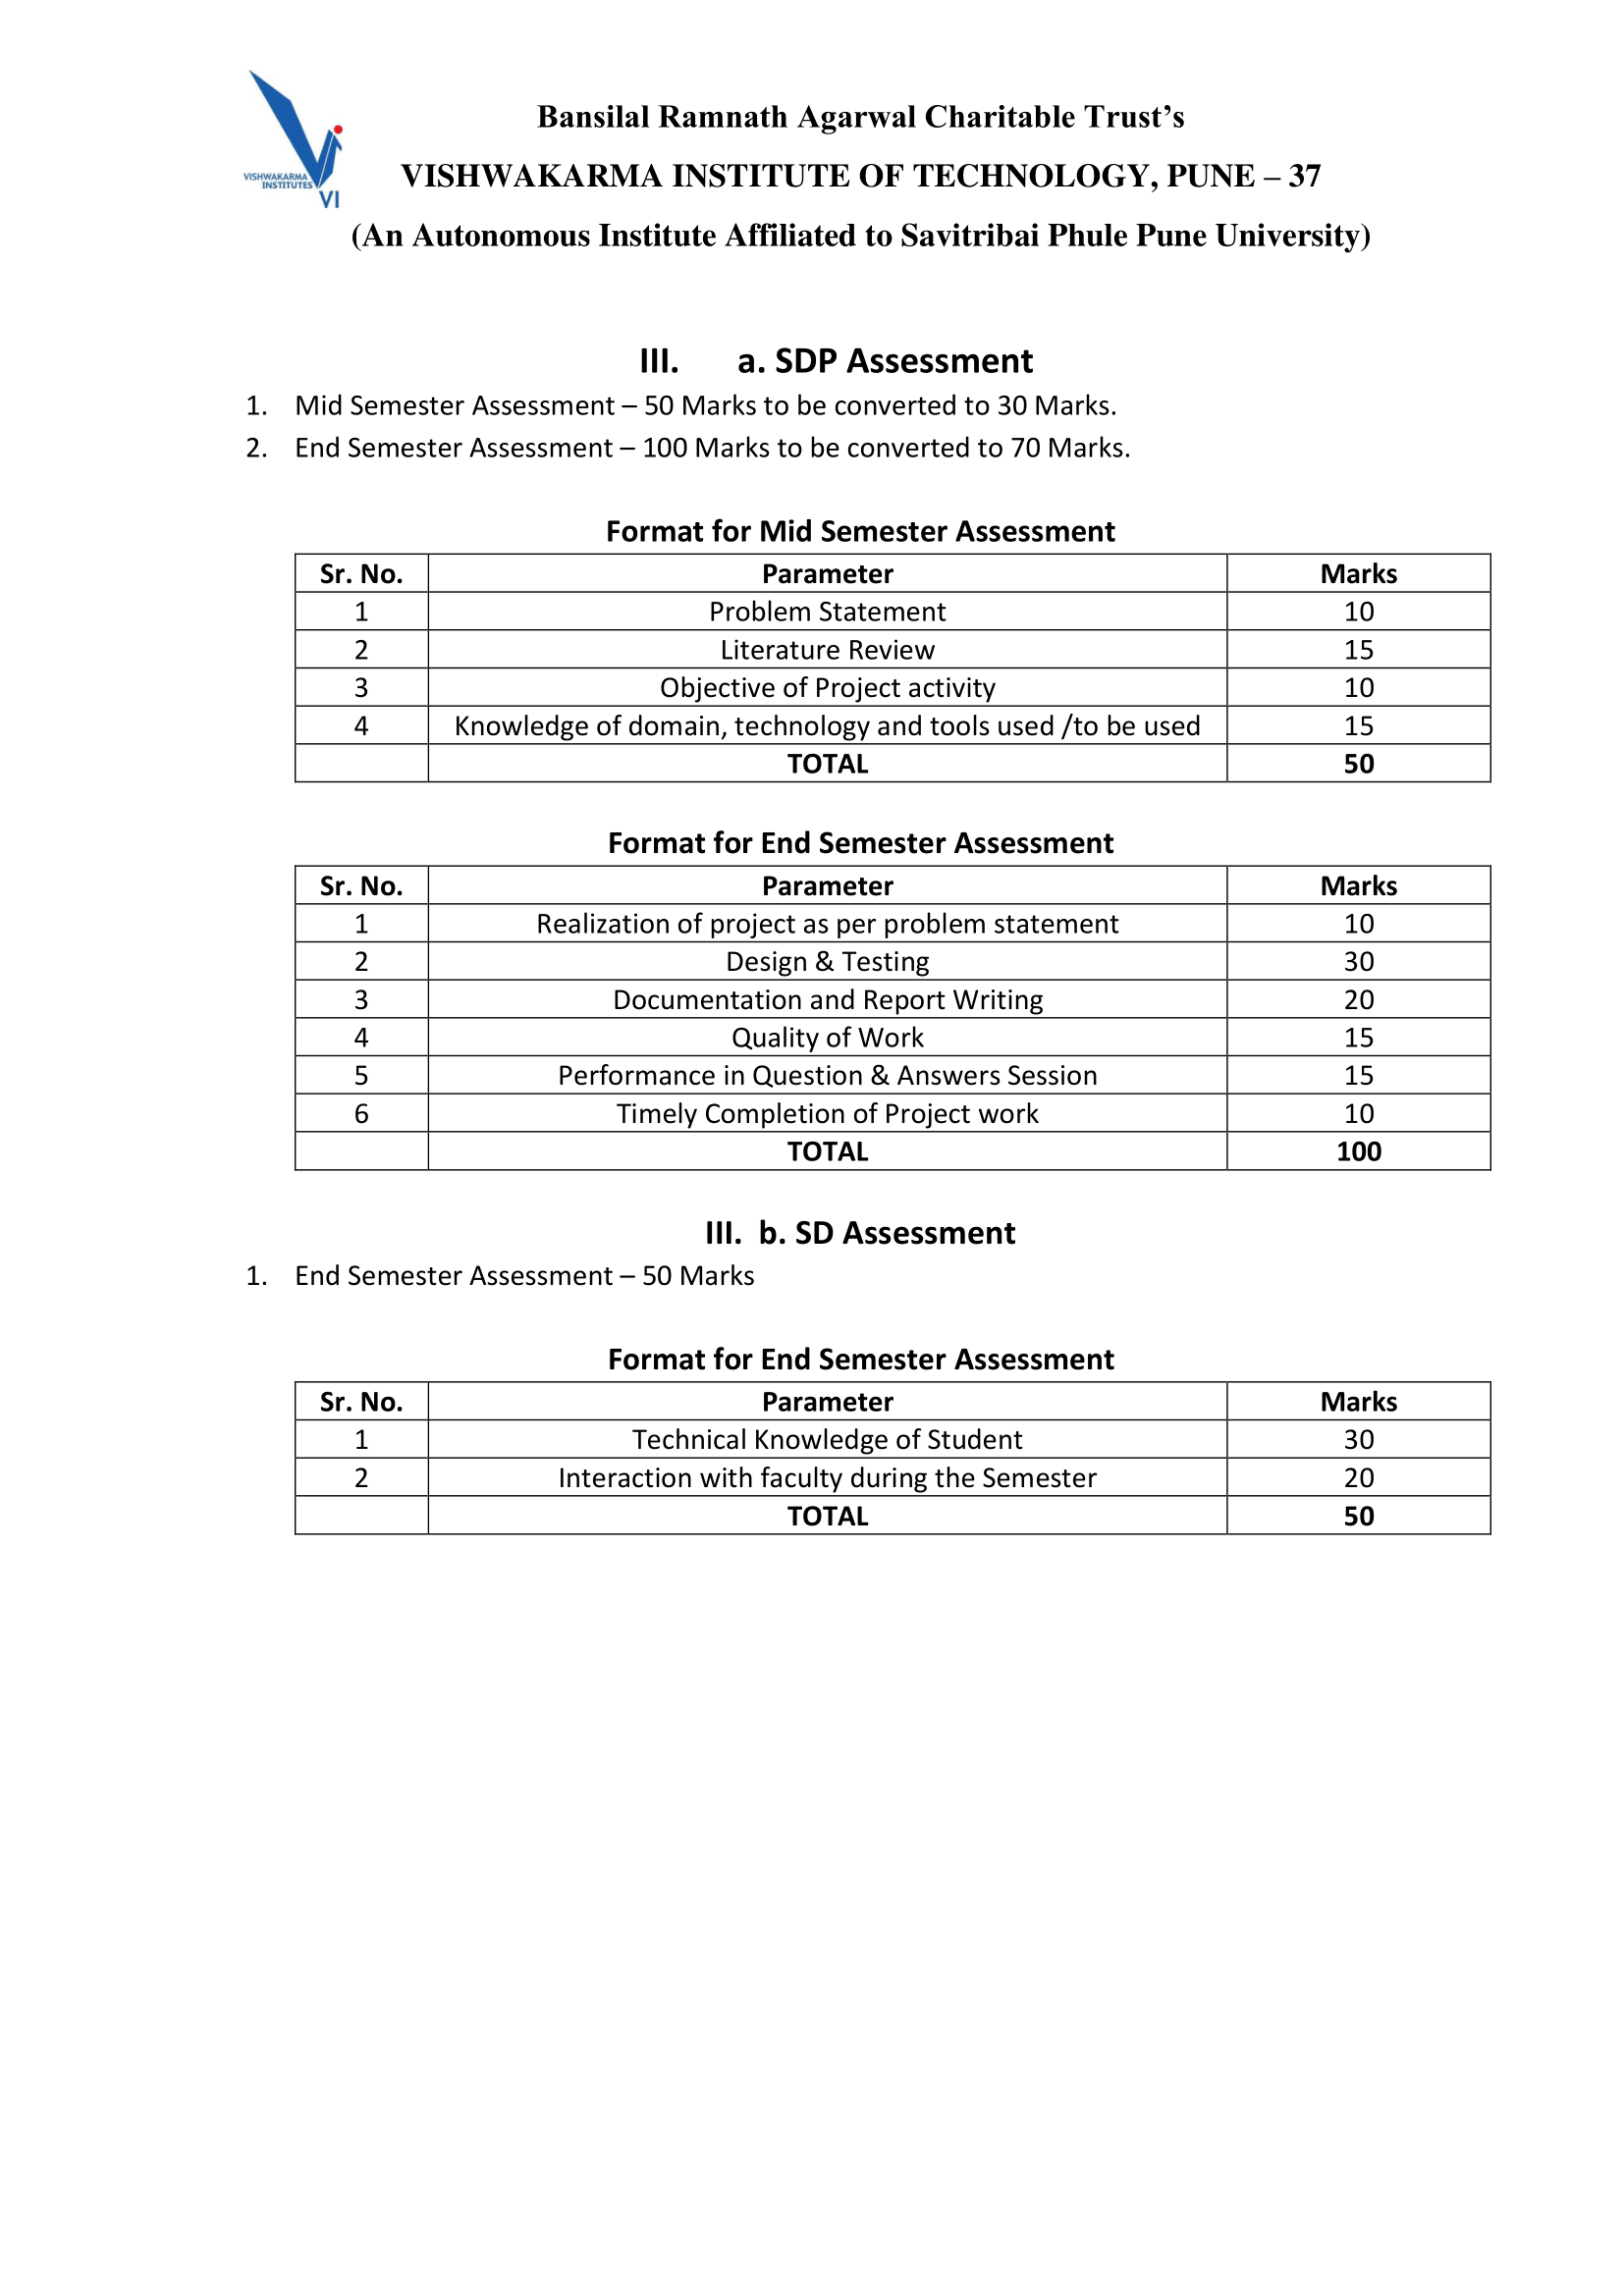 VISHWAKARMA
INSTITUTES
VI
Bansilal Ramnath Agarwal Charitable Trust’s
VISHWAKARMA INSTITUTE OF TECHNOLOGY, PUNE – 37
(An Autonomous Institute Affiliated to Savitribai Phule Pune University)
III. a. SDP Assessment
1. Mid Semester Assessment – 50 Marks to be converted to 30 Marks.
2. End Semester Assessment – 100 Marks to be converted to 70 Marks.
Format for Mid Semester Assessment
Sr. No. Parameter Marks
1 Problem Statement 10
2 Literature Review 15
3 Objective of Project activity 10
4 Knowledge of domain, technology and tools used /to be used 15
TOTAL 50
Format for End Semester Assessment
Sr. No. Parameter Marks
1 Realization of project as per problem statement 10
2 Design & Testing 30
3 Documentation and Report Writing 20
4 Quality of Work 15
5 Performance in Question & Answers Session 15
6 Timely Completion of Project work 10
TOTAL 100
III. b. SD Assessment
1. End Semester Assessment – 50 Marks
Format for End Semester Assessment
Sr. No. Parameter Marks
1 Technical Knowledge of Student 30
2 Interaction with faculty during the Semester 20
TOTAL 50